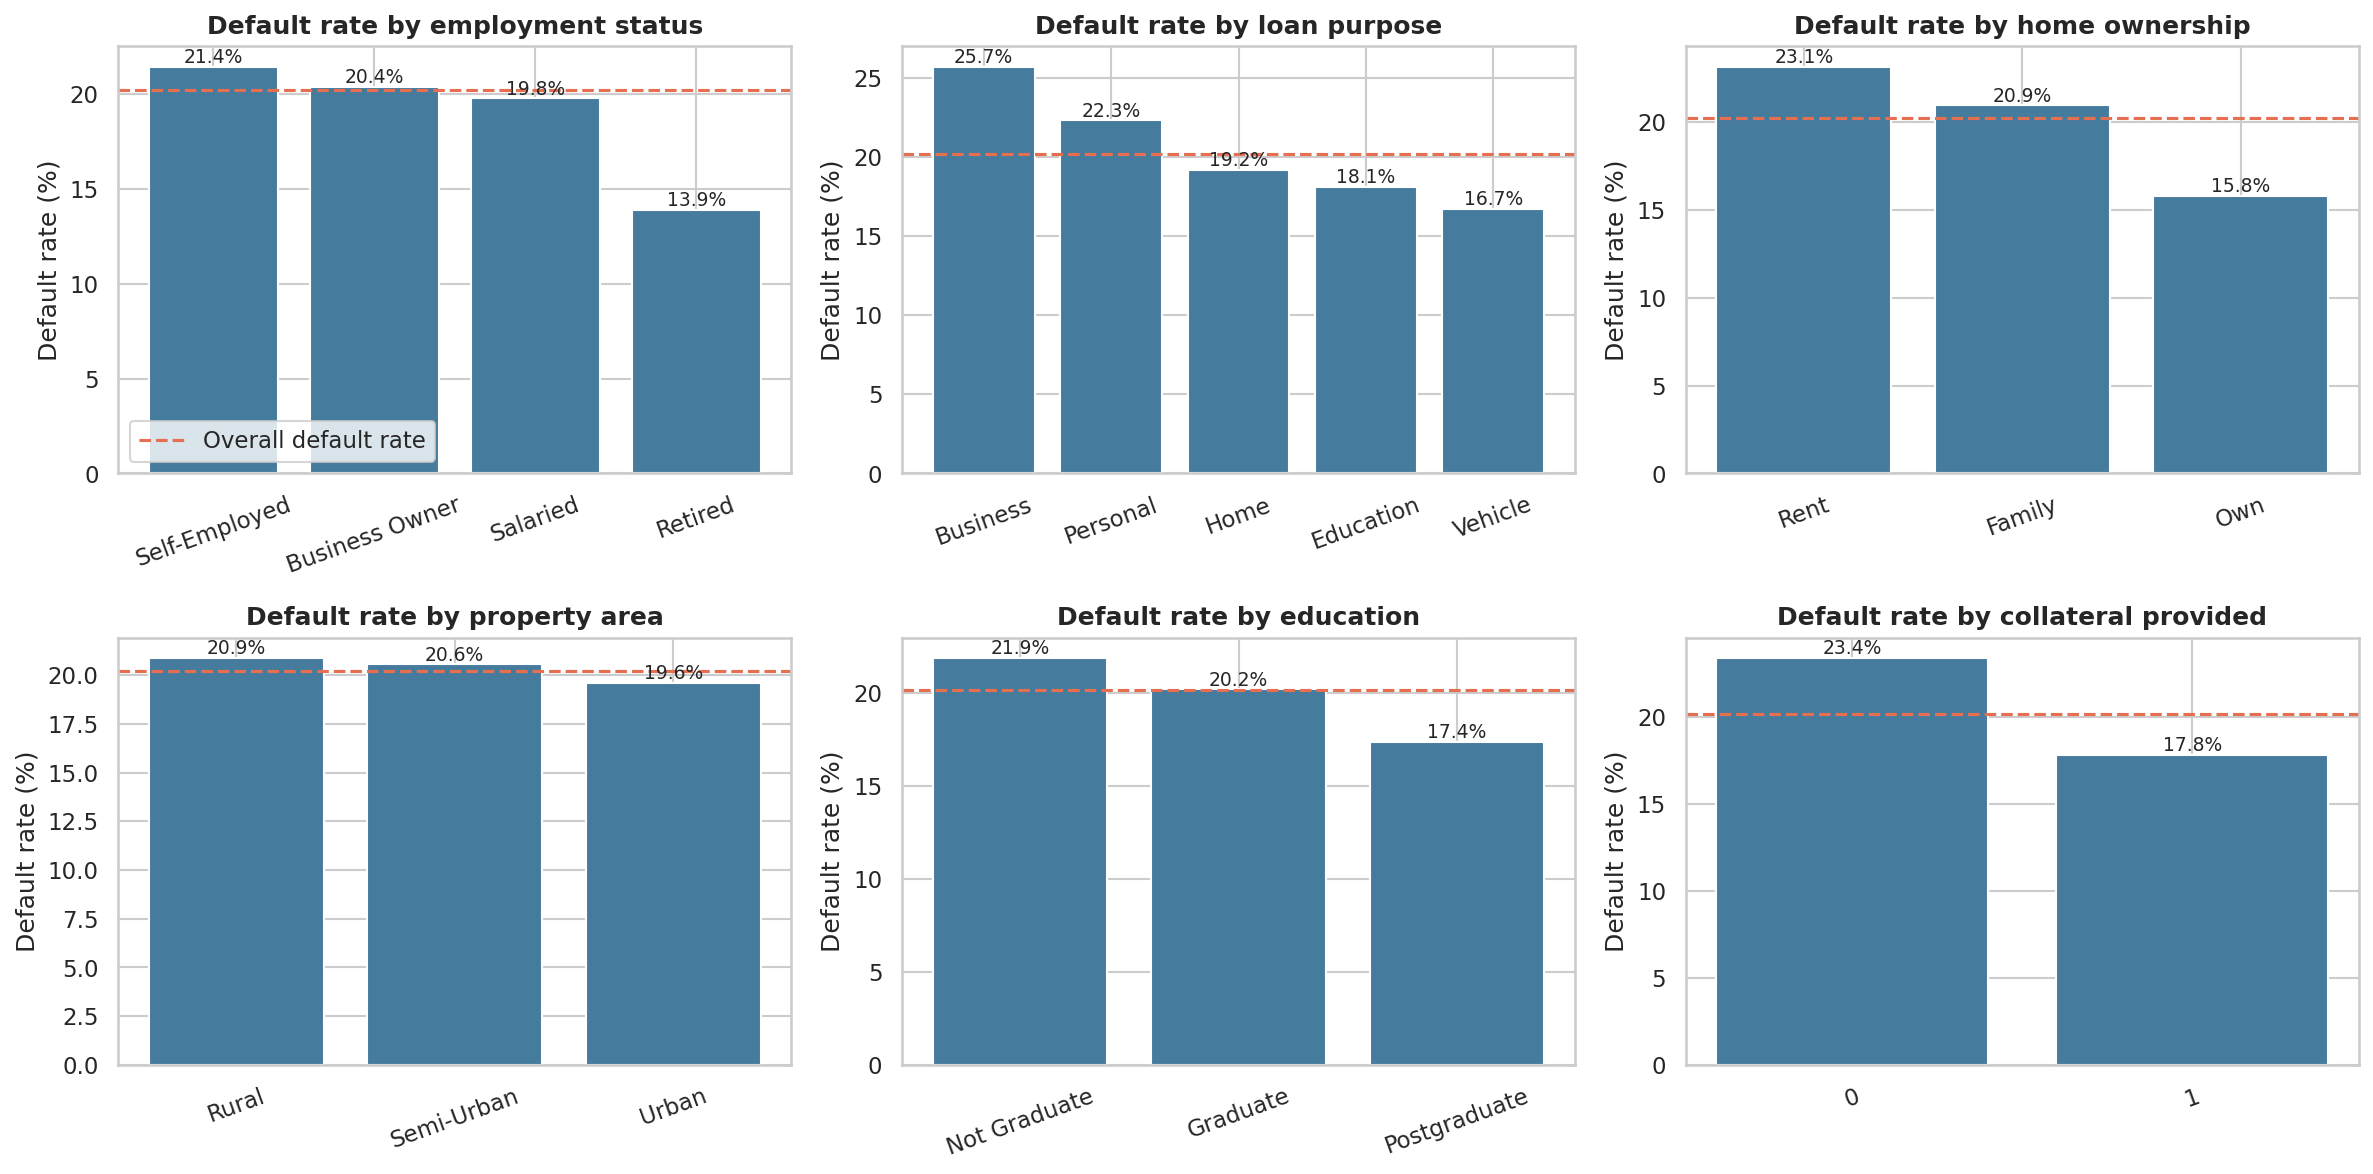 Default rate by employment status
Default rate (%)
20
15
10
5
0
21.4%
20.4%
19.8%
13.9%
Overall default rate
Self-Employed
Business Owner
Salaried
Retired
Default rate by loan purpose
Default rate (%)
25
20
15
10
5
0
25.7%
22.3%
19.2%
18.1%
16.7%
Business
Personal
Home
Education
Vehicle
Default rate by home ownership
Default rate (%)
20
15
10
5
0
23.1%
20.9%
15.8%
Rent
Family
Own
Default rate by property area
Default rate (%)
20.0
17.5
15.0
12.5
10.0
7.5
5.0
2.5
0.0
20.9%
20.6%
19.6%
Rural
Semi-Urban
Urban
Default rate by education
Default rate (%)
20
15
10
5
0
21.9%
20.2%
17.4%
Not Graduate
Graduate
Postgraduate
Default rate by collateral provided
Default rate (%)
20
15
10
5
0
23.4%
17.8%
0
1